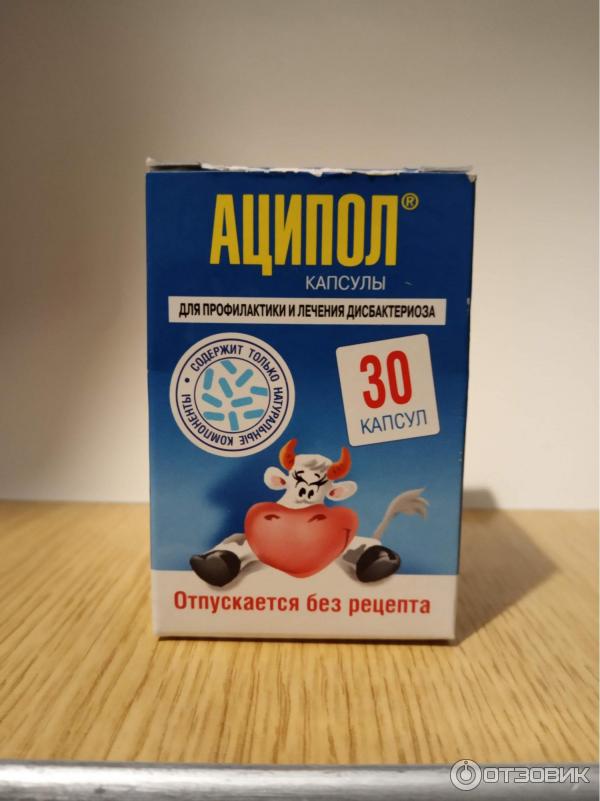 АЦИПОЛ®
КАПСУЛЫ
ДЛЯ ПРОФИЛАКТИКИ И ЛЕЧЕНИЯ ДИСБАКТЕРИОЗА
• СОДЕРЖИТ ТОЛЬКО НАТУРАЛЬНЫЕ КОМПОНЕНТЫ
30
КАПСУЛ
Отпускается без рецепта
ОТЗОВИК